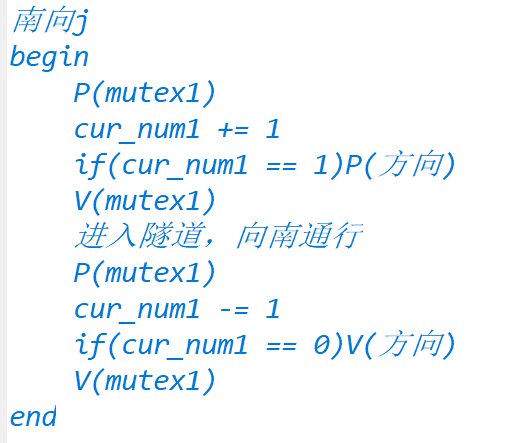 南向j
begin
P(mutex1)
cur_num1 += 1
if(cur_num1 == 1)P(方向)
V(mutex1)
进入隧道，向南通行
P(mutex1)
cur_num1 -= 1
if(cur_num1 == 0)V(方向)
V(mutex1)
end